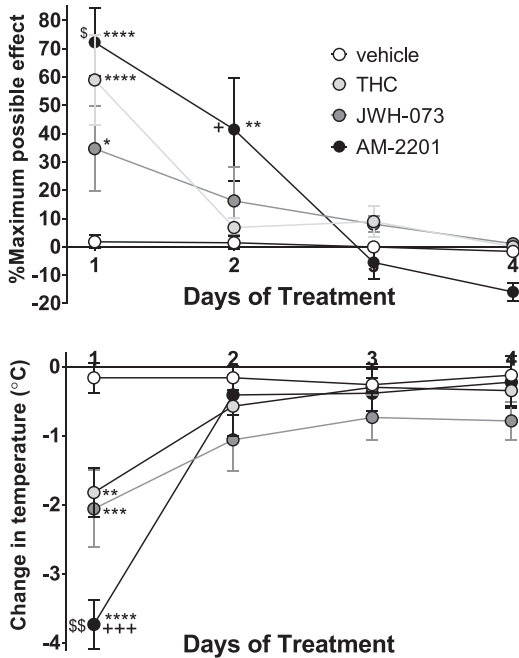 %Maximum possible effect
80
70
60
50
40
30
20
10
0
-10
-20
$ ****
****
*
+ **
vehicle
THC
JWH-073
AM-2201
1 2 3 4
Days of Treatment
Change in temperature (°C)
1 2 3 4
0
-1
-2
-3
-4
**
***
$$ ****
+++
Days of Treatment